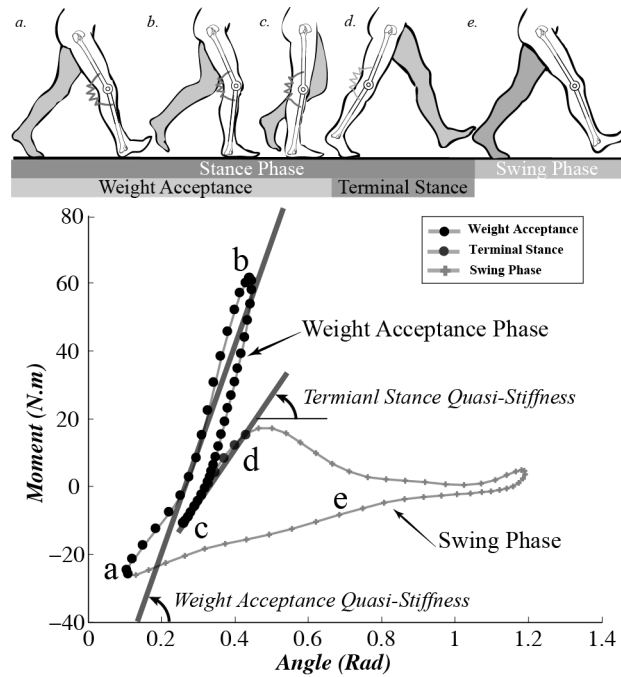 a. b. c. d. e.
Stance Phase Swing Phase
Weight Acceptance Terminal Stance
80
60
40
20
0
-20
-40
Moment (N.m)
Weight Acceptance
Terminal Stance
Swing Phase
b
Weight Acceptance Phase
Termianl Stance Quasi-Stiffness
d
c
e
a
Swing Phase
Weight Acceptance Quasi-Stiffness
0 0.2 0.4 0.6 0.8 1 1.2 1.4
Angle (Rad)